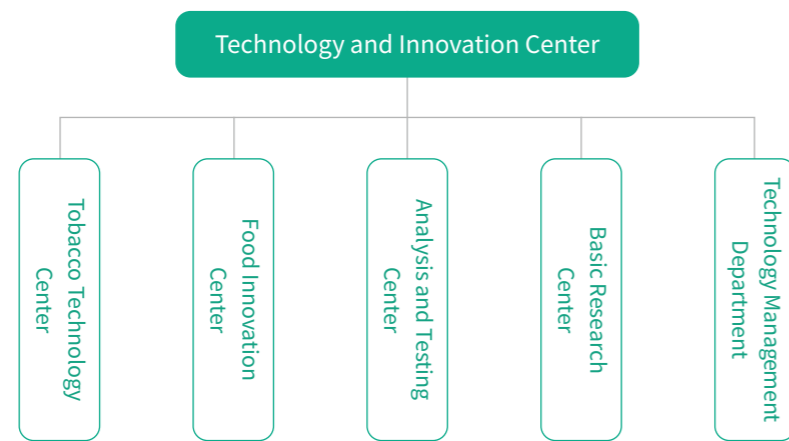 Technology and Innovation Center
Tobacco Technology
Center
Food Innovation
Center
Analysis and Testing
Center
Basic Research
Center
Technology Management
Department